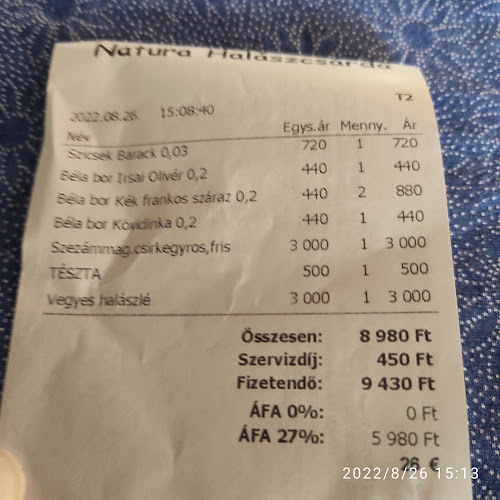 Natura Halászcsárda
T2
2022.08.26. 15:08:40
Név Egys.ár Menny. Ár
Szicsek Barack 0,03 720 1 720
Béla bor Irsai Olivér 0,2 440 1 440
Béla bor Kék frankos száraz 0,2 440 2 880
Béla bor Kövidinka 0,2 440 1 440
Szezámmag.csirkegyros,fris 3 000 1 3 000
TÉSZTA 500 1 500
Vegyes halászlé 3 000 1 3 000
Összesen: 8 980 Ft
Szervizdíj: 450 Ft
Fizetendő: 9 430 Ft
ÁFA 0%: 0 Ft
ÁFA 27%: 5 980 Ft
€
2022/8/26 15:13